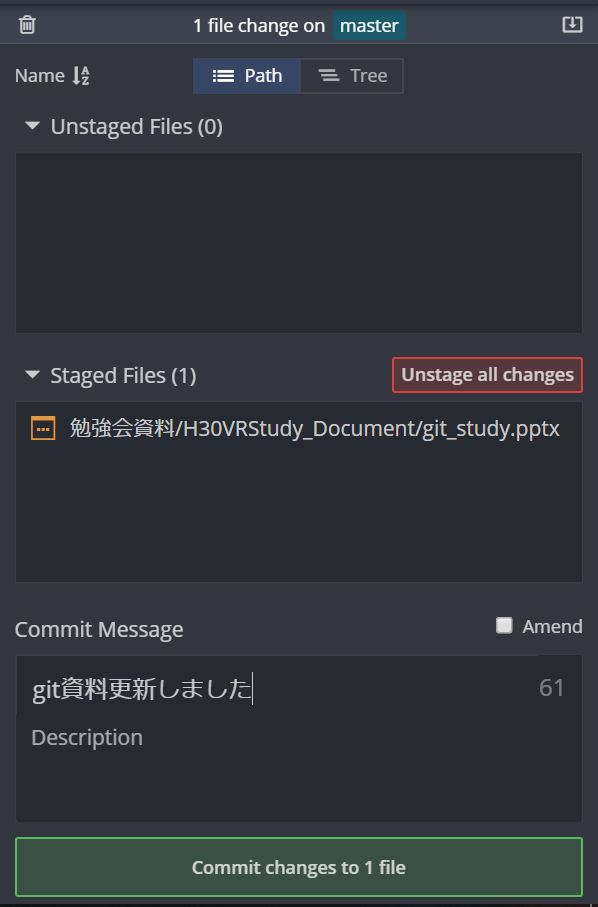 1 file change on master
Name
Path
Tree
Unstaged Files (0)
Staged Files (1)
Unstage all changes
勉強会資料/H30VRStudy_Document/git_study.pptx
Commit Message
Amend
git資料更新しました
61
Description
Commit changes to 1 file